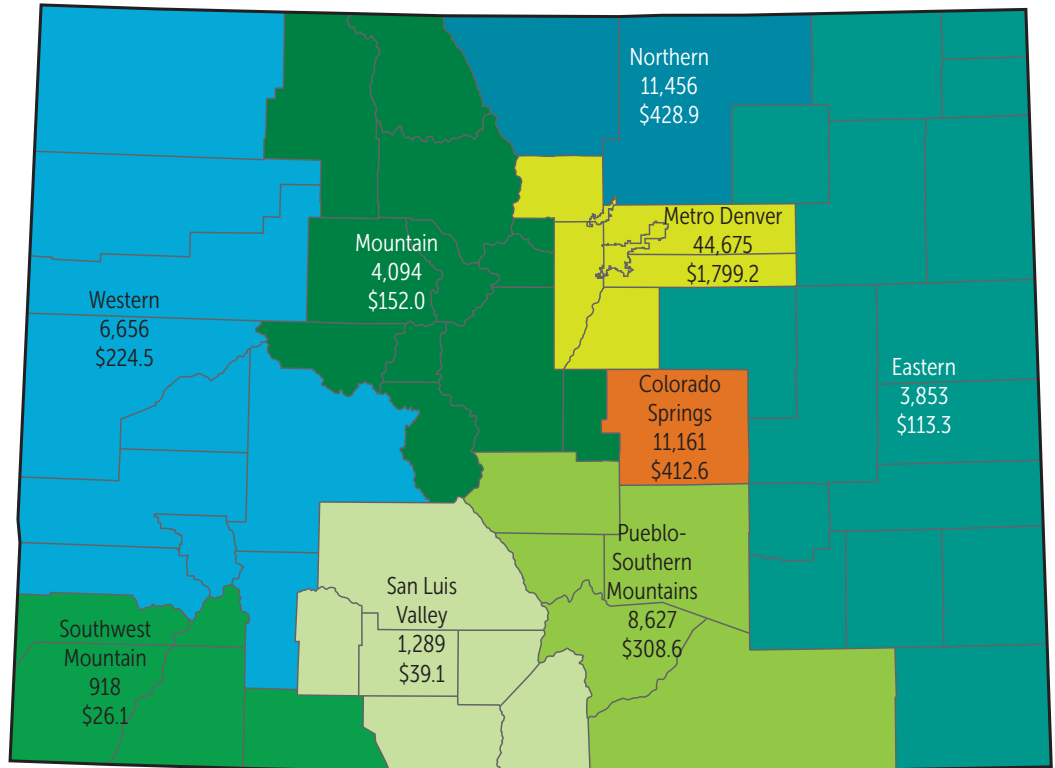 Northern
11,456
$428.9
Metro Denver
44,675
$1,799.2
Mountain
4,094
$152.0
Western
6,656
$224.5
Eastern
3,853
$113.3
Colorado
Springs
11,161
$412.6
Pueblo-
Southern
Mountains
8,627
$308.6
San Luis
Valley
1,289
$39.1
Southwest
Mountain
918
$26.1